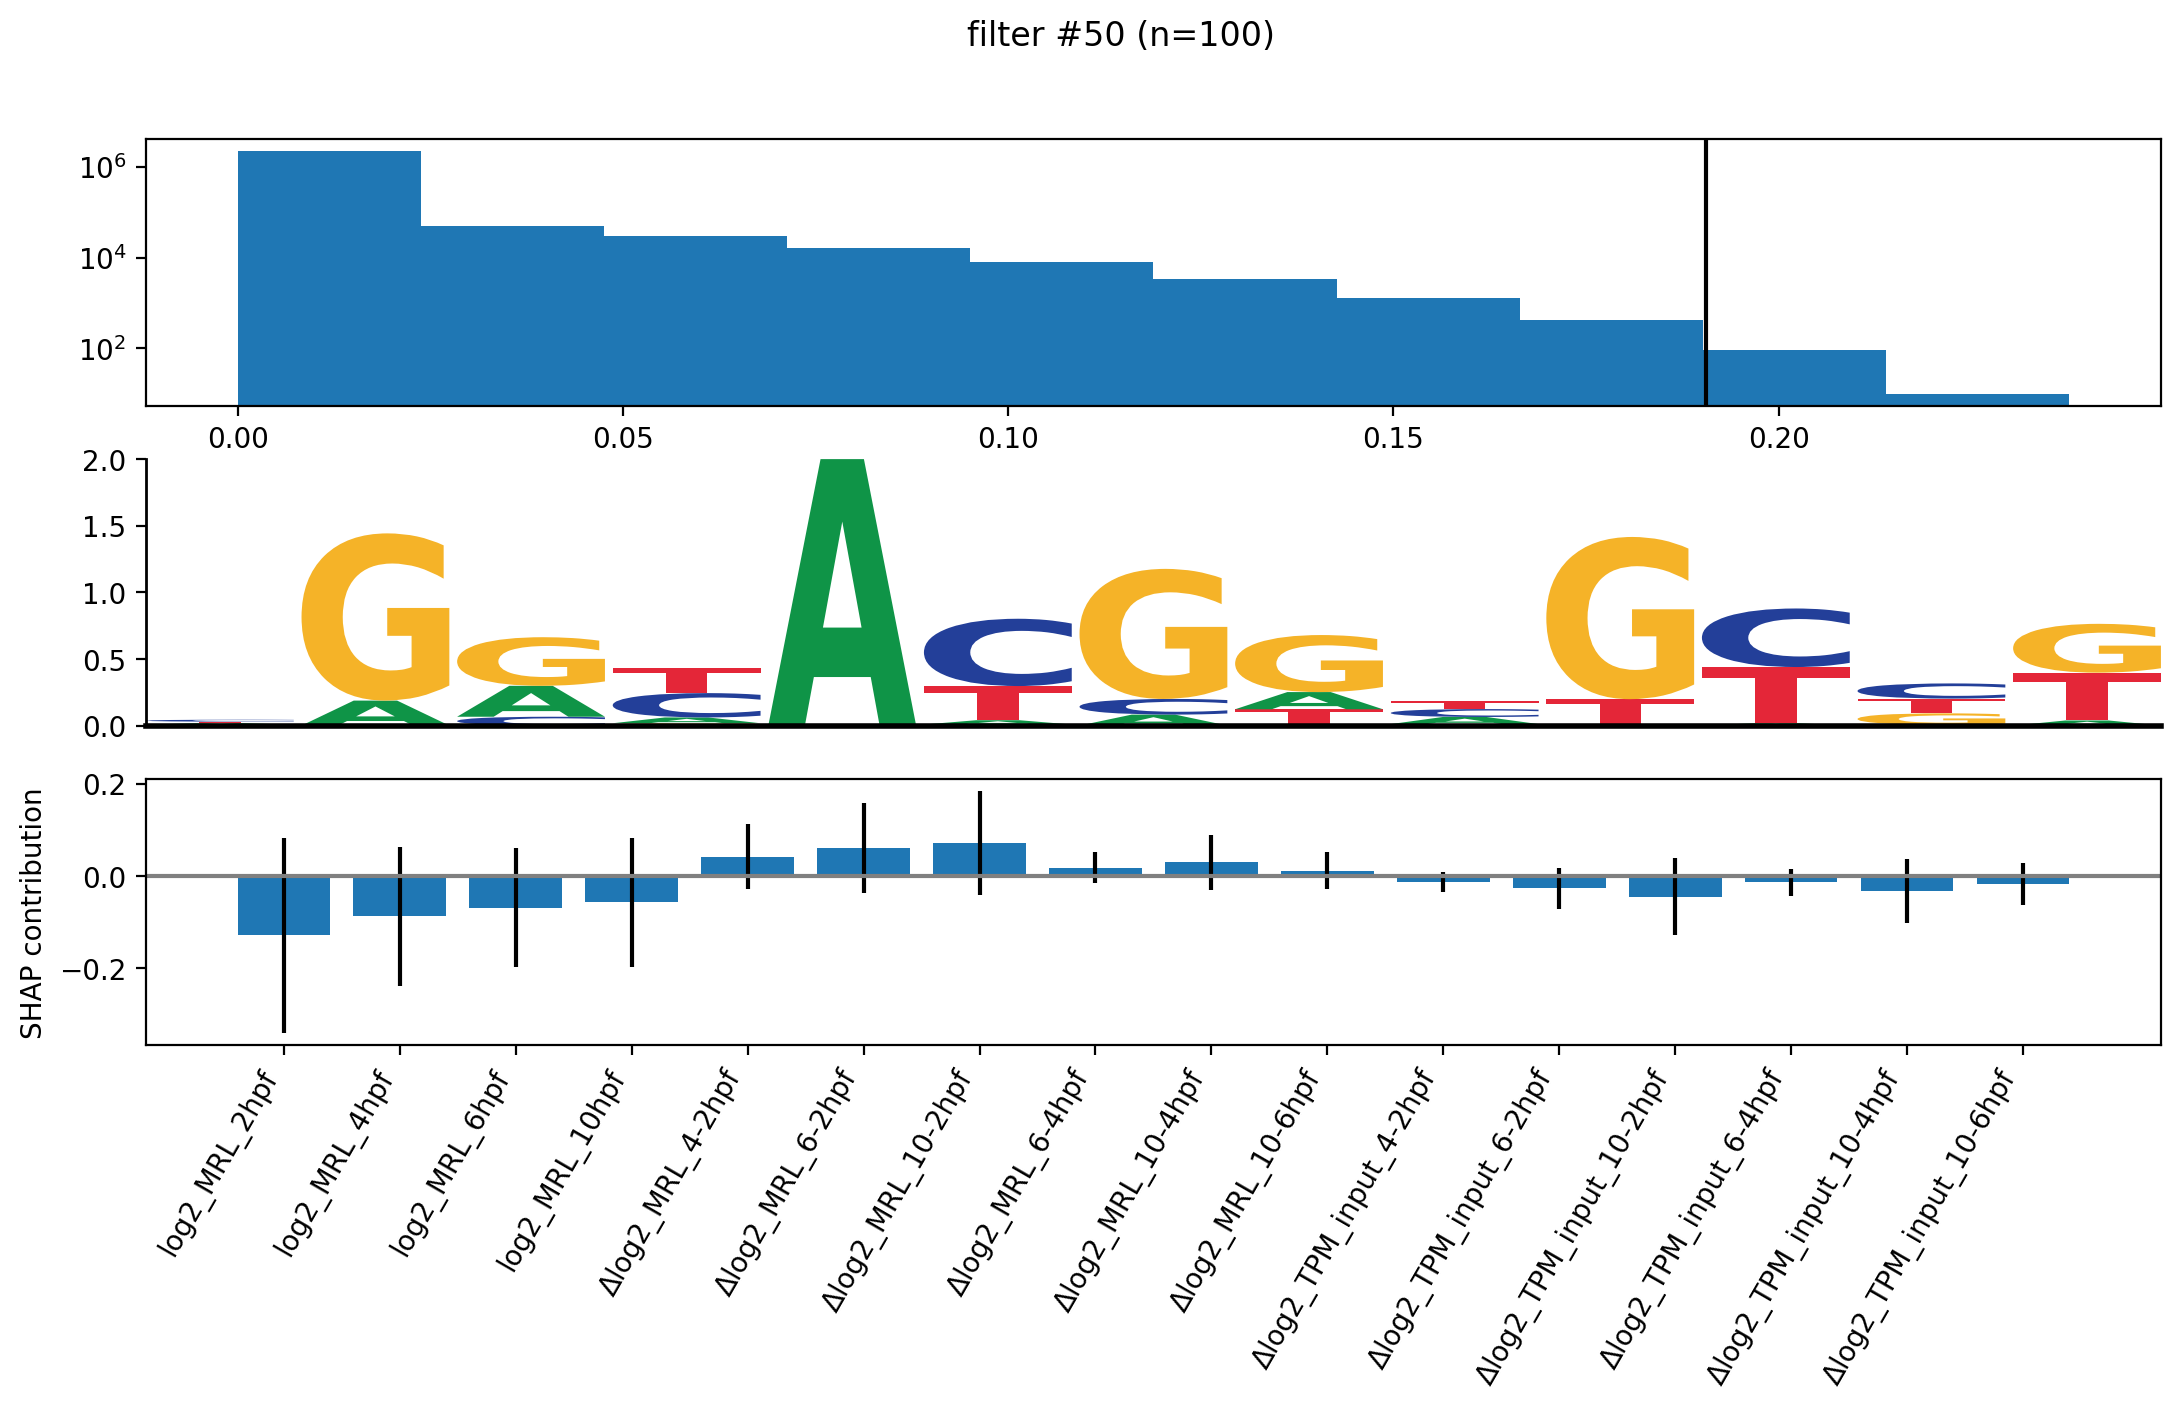 filter #50 (n=100)
10^6
10^4
10^2
0.00 0.05 0.10 0.15 0.20
2.0
1.5
1.0
0.5
0.0
G G T A C G G T G C C G
A C T C A C T T T T
C A A A T A G A
SHAP contribution
0.2
0.0
−0.2
log2_MRL_2hpf
log2_MRL_4hpf
log2_MRL_6hpf
log2_MRL_10hpf
Δlog2_MRL_4-2hpf
Δlog2_MRL_6-2hpf
Δlog2_MRL_10-2hpf
Δlog2_MRL_6-4hpf
Δlog2_MRL_10-4hpf
Δlog2_MRL_10-6hpf
Δlog2_TPM_input_4-2hpf
Δlog2_TPM_input_6-2hpf
Δlog2_TPM_input_10-2hpf
Δlog2_TPM_input_6-4hpf
Δlog2_TPM_input_10-4hpf
Δlog2_TPM_input_10-6hpf